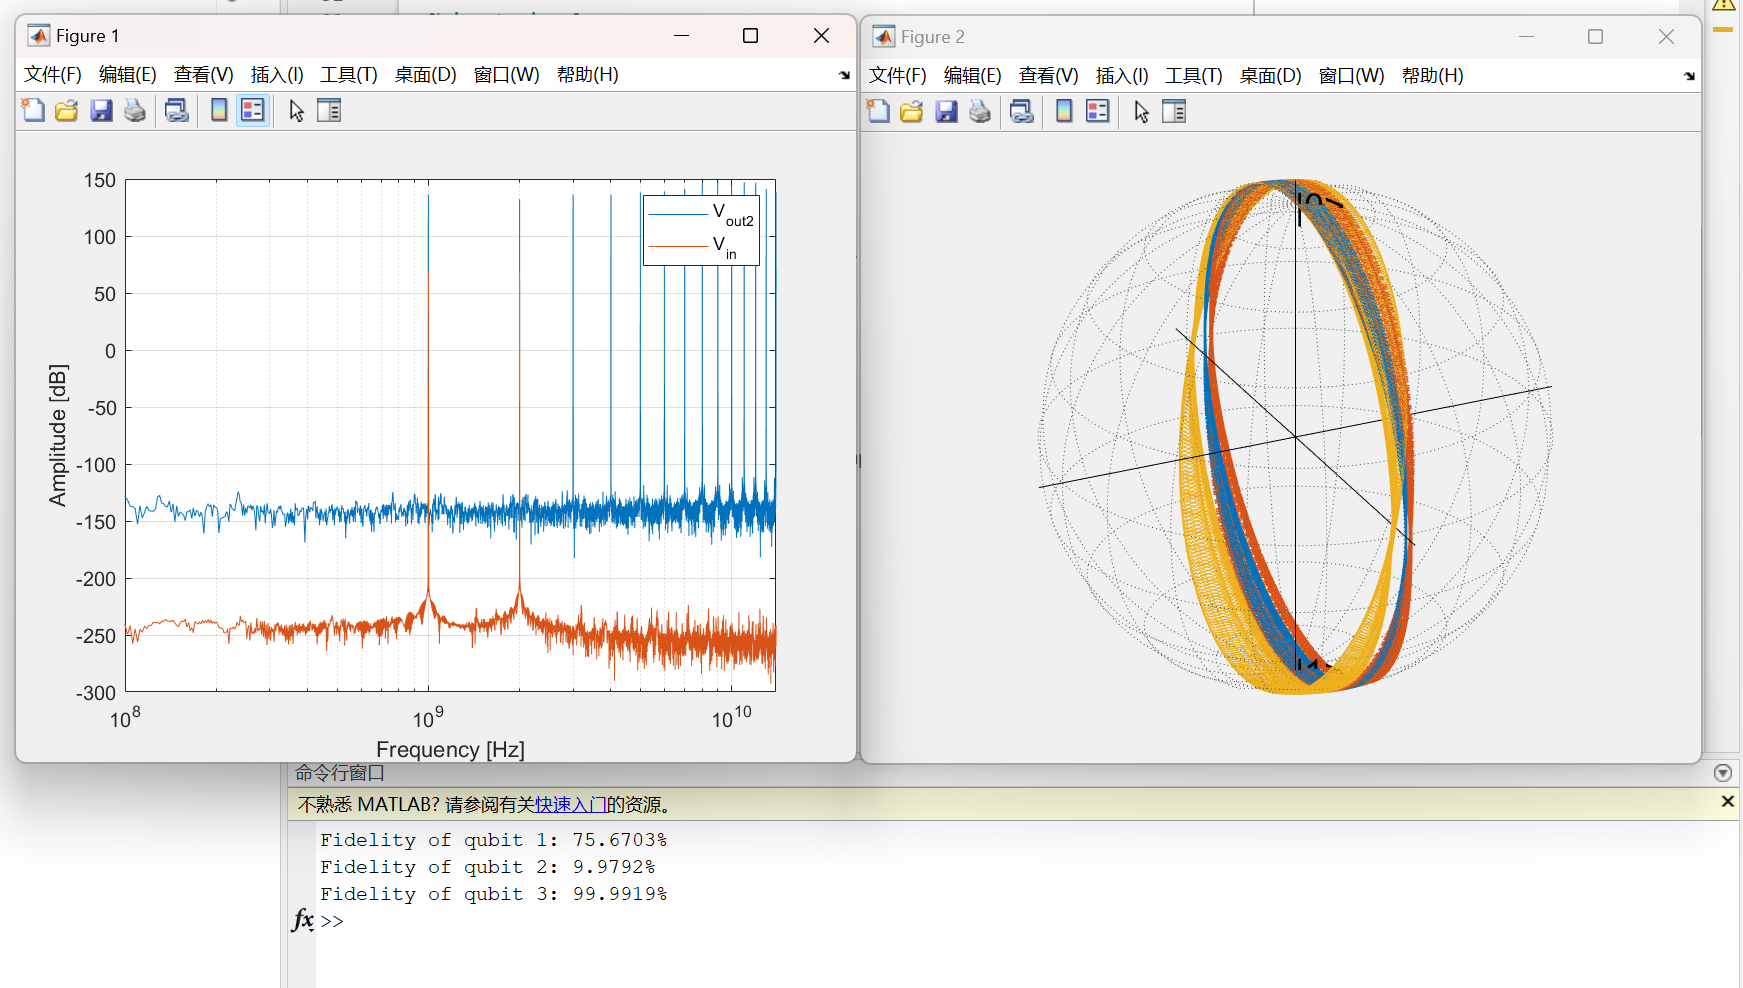 Figure 1
文件(F) 编辑(E) 查看(V) 插入(I) 工具(T) 桌面(D) 窗口(W) 帮助(H)
150
100
50
0
-50
-100
-150
-200
-250
-300
Amplitude [dB]
10^8
10^9
10^10
Frequency [Hz]
V_out2
V_in
Figure 2
文件(F) 编辑(E) 查看(V) 插入(I) 工具(T) 桌面(D) 窗口(W) 帮助(H)
命令行窗口
不熟悉 MATLAB? 请参阅有关快速入门的资源。
Fidelity of qubit 1: 75.6703%
Fidelity of qubit 2: 9.9792%
Fidelity of qubit 3: 99.9919%
fx >>